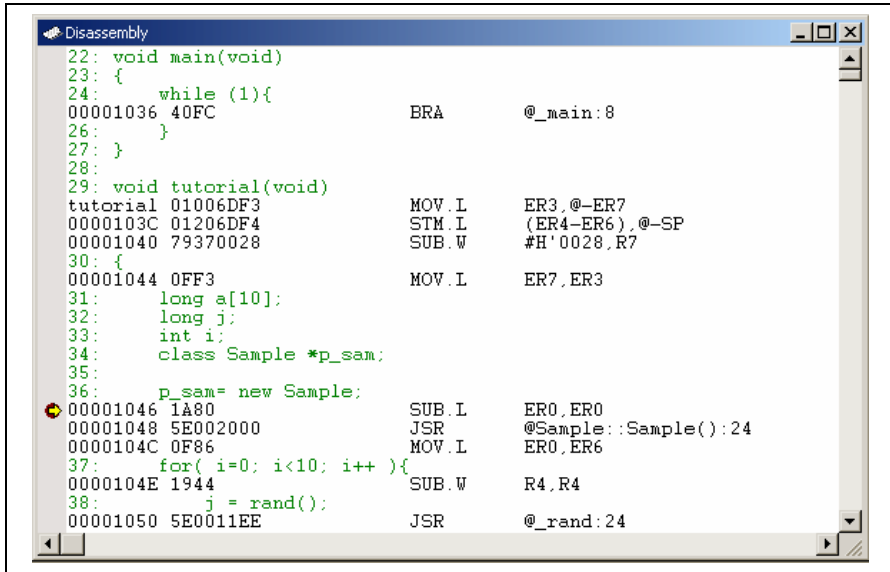 Disassembly
22: void main(void)
23: {
24:     while (1){
00001036 40FC                BRA       @_main:8
26:     }
27: }
28:
29: void tutorial(void)
tutorial 01006DF3            MOV.L     ER3,@-ER7
0000103C 01206DF4            STM.L     (ER4-ER6),@-SP
00001040 79370028            SUB.W     #H'0028,R7
30: {
00001044 0FF3                MOV.L     ER7,ER3
31:     long a[10];
32:     long j;
33:     int i;
34:     class Sample *p_sam;
35:
36:     p_sam= new Sample;
00001046 1A80                SUB.L     ER0,ER0
00001048 5E002000            JSR       @Sample::Sample():24
0000104C 0F86                MOV.L     ER0,ER6
37:     for( i=0; i<10; i++ ){
0000104E 1944                SUB.W     R4,R4
38:         j = rand();
00001050 5E0011EE            JSR       @_rand:24